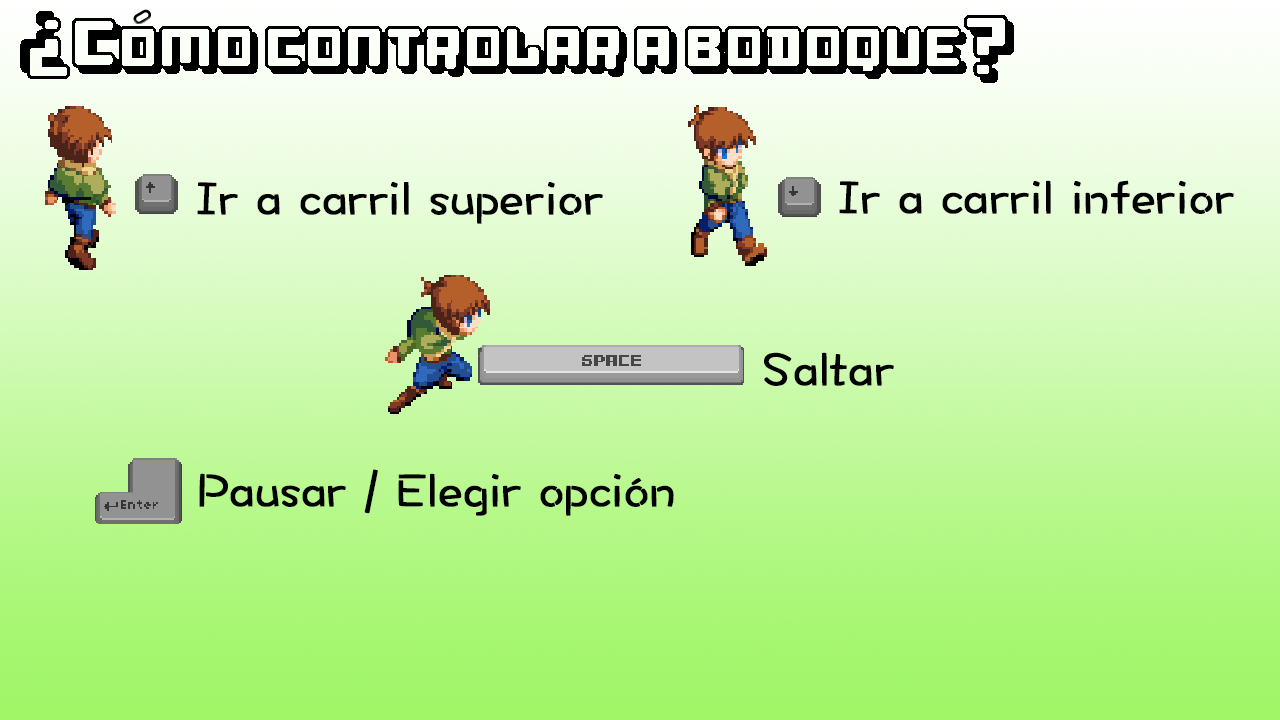 ¿Cómo controlar a Bodoque?
Ir a carril superior
Ir a carril inferior
SPACE
Saltar
Enter
Pausar / Elegir opción